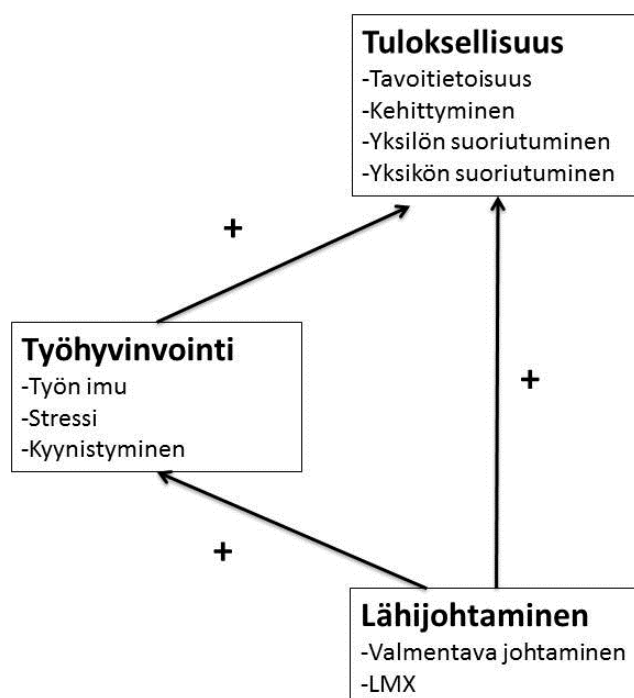 Tuloksellisuus
-Tavoitietoisuus
-Kehittyminen
-Yksilön suoriutuminen
-Yksikön suoriutuminen
+
Työhyvinvointi
-Työn imu
-Stressi
-Kyynistyminen
+
+
Lähijohtaminen
-Valmentava johtaminen
-LMX